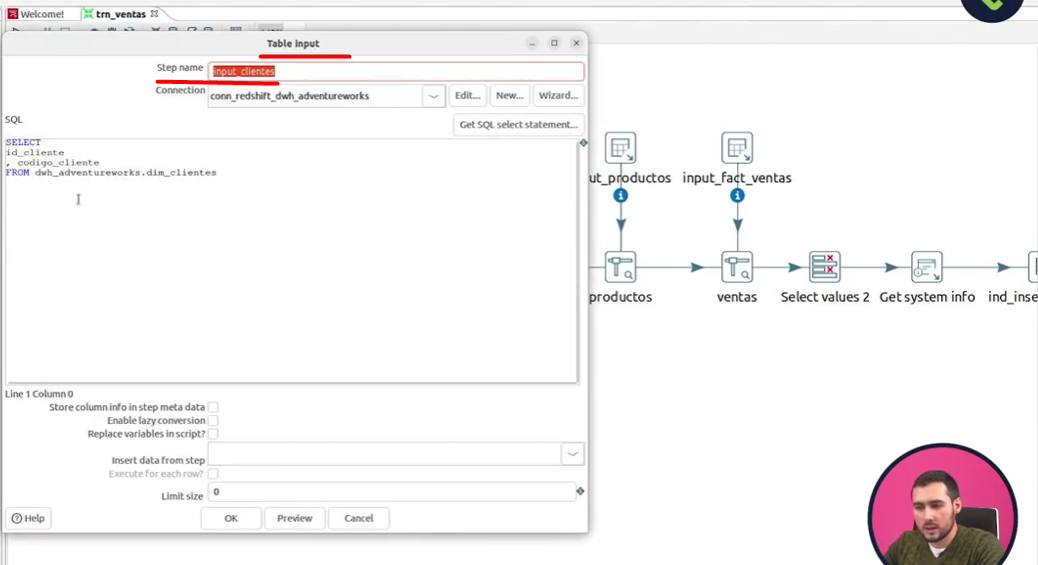 Welcome!
trn_ventas
Table input
Step name
input_clientes
Connection
conn_redshift_dwh_adventureworks
Edit...
New...
Wizard...
SQL
Get SQL select statement...
SELECT
id_cliente
, codigo_cliente
FROM dwh_adventureworks.dim_clientes
Line 1 Column 0
Store column info in step meta data
Enable lazy conversion
Replace variables in script?
Insert data from step
Execute for each row?
Limit size
0
Help
OK
Preview
Cancel
ut_productos
input_fact_ventas
productos
ventas
Select values 2
Get system info
ind_inse